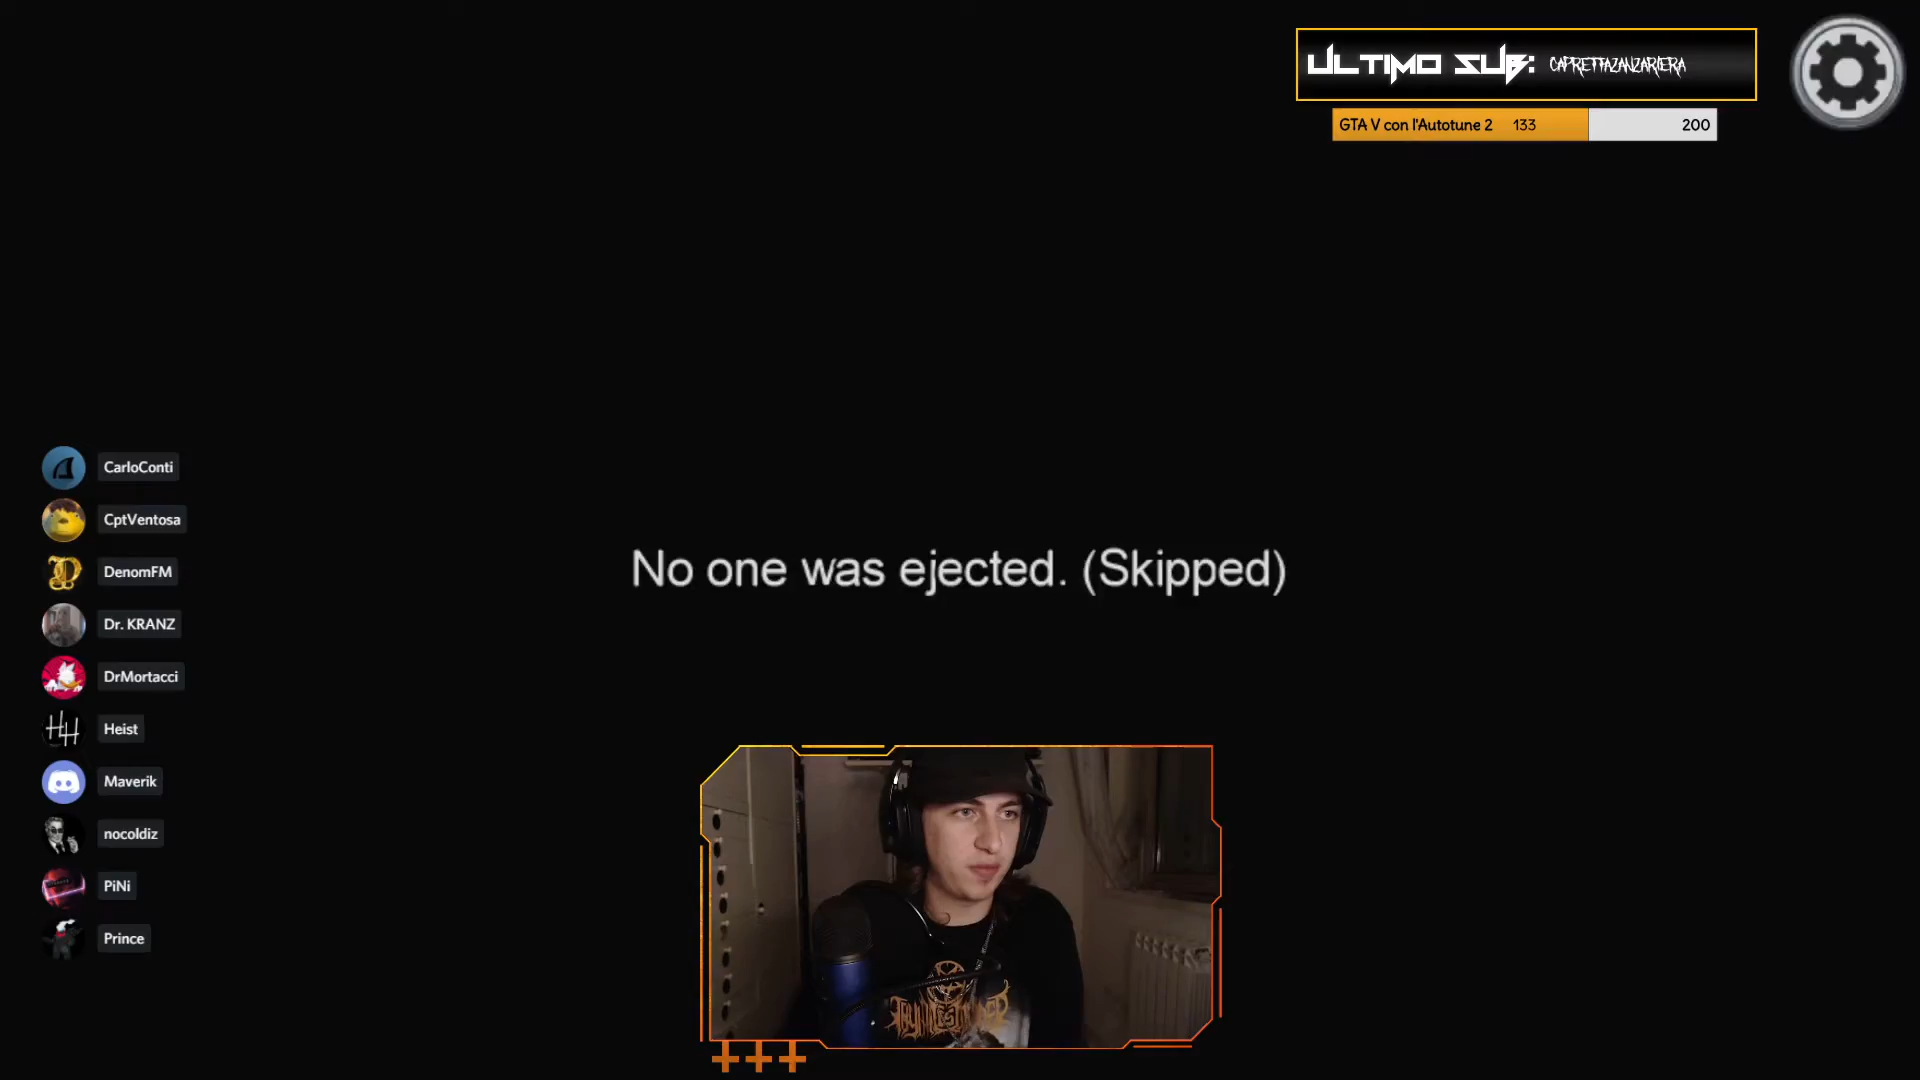 ULTIMO SUB: CAPRETTAZANZARIERA
GTA V con l'Autotune 2 133 200
CarloConti
CptVentosa
DenomFM
Dr. KRANZ
No one was ejected. (Skipped)
DrMortacci
Heist
Maverik
nocoldiz
PiNi
Prince